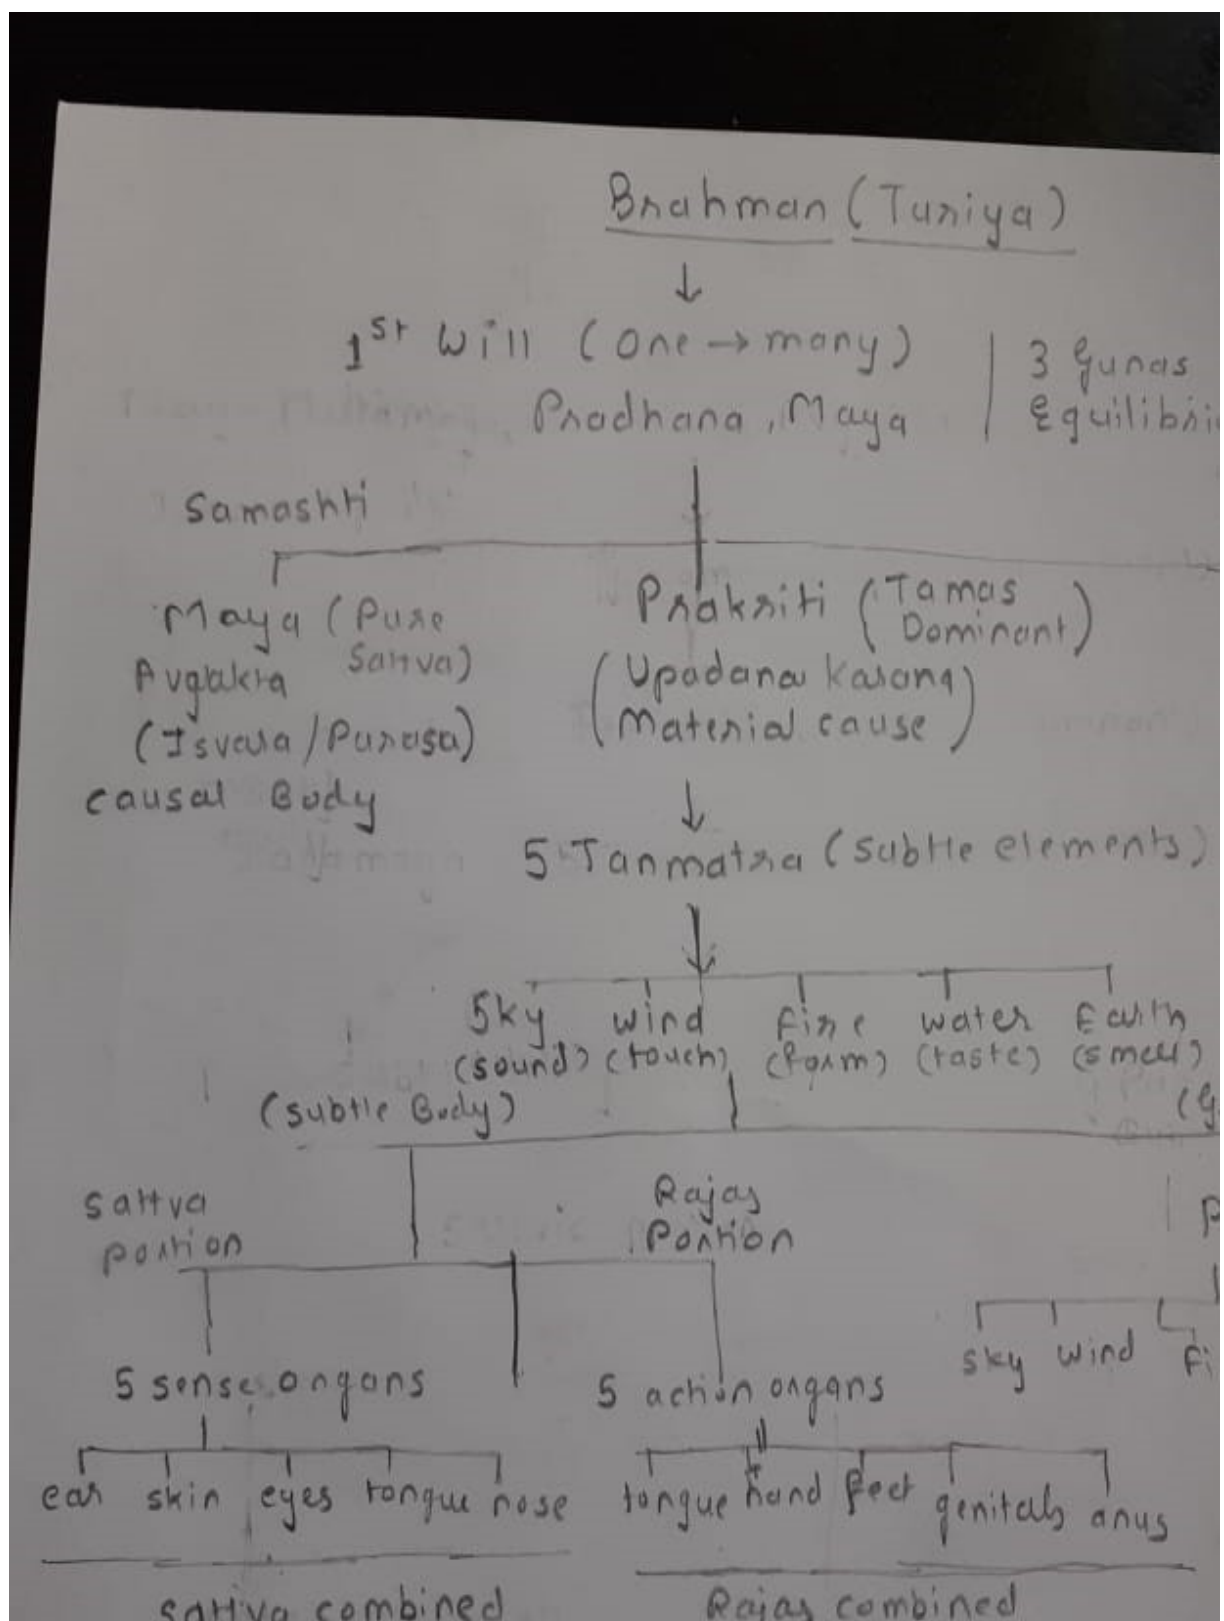 Brahman (Turiya)
↓
1st Will (one → many) | 3 Gunas
Pradhana, Maya | Equilibri
Samashti
Maya (Pure Sattva)
Prakriti (Tamas Dominant)
(Isvara / Purusa)
(Upadana Karana
Material cause)
causal Body
↓
5 Tanmatra (subtle elements)
↓
Sky wind fire water Earth
(sound) (touch) (form) (taste) (smell)
(subtle Body)
Sattva portion
Rajas Portion
sky wind Fi
5 sense organs 5 action organs
ear skin eyes tongue nose tongue hand feet genitals anus
Sattva combined Rajas combined